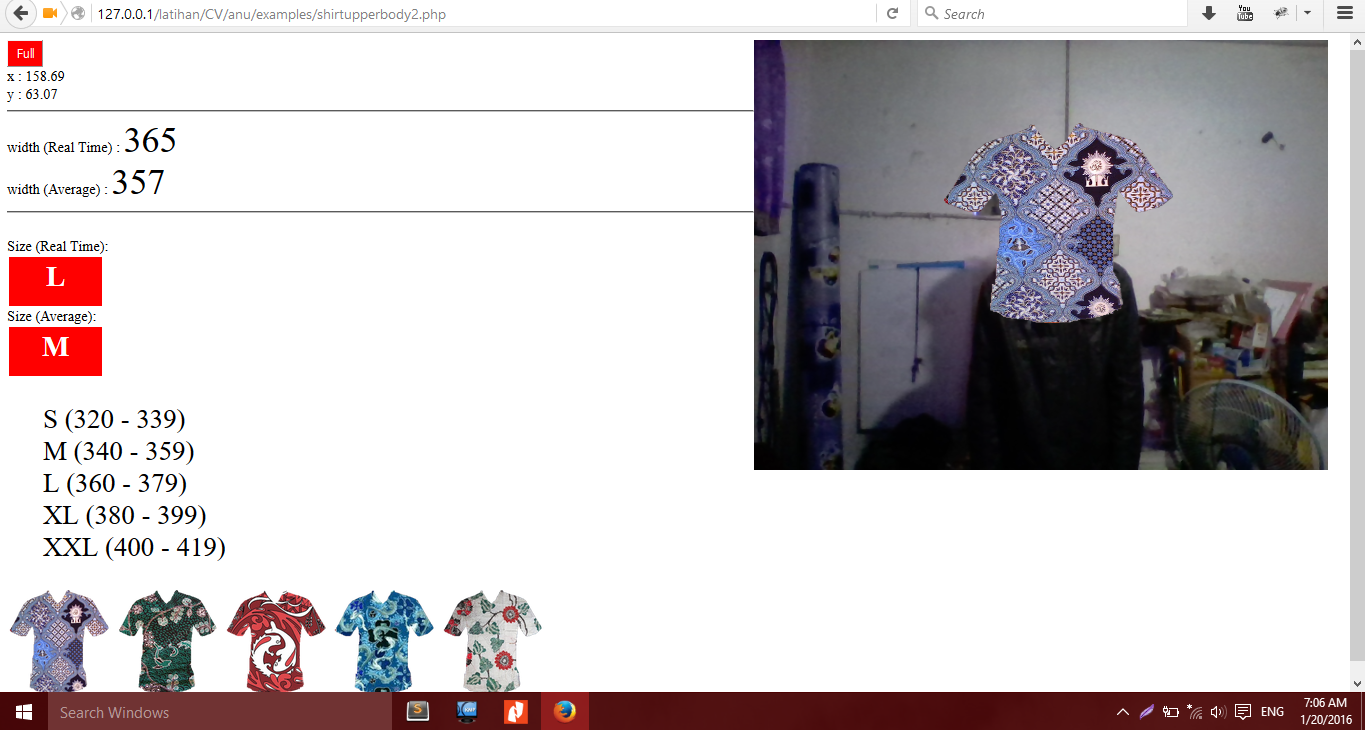 127.0.0.1/latihan/CV/anu/examples/shirtupperbody2.php
Search
You Tube
Full
x : 158.69
y : 63.07
width (Real Time) : 365
width (Average) : 357
Size (Real Time):
L
Size (Average):
M
S (320 - 339)
M (340 - 359)
L (360 - 379)
XL (380 - 399)
XXL (400 - 419)
Search Windows
S
ENG
7:06 AM
1/20/2016